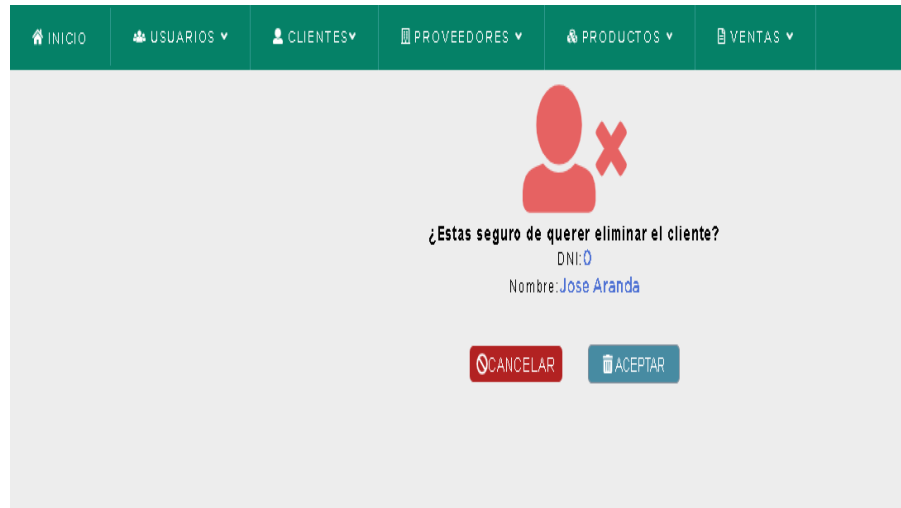 INICIO USUARIOS CLIENTES PROVEEDORES PRODUCTOS VENTAS
¿Estas seguro de querer eliminar el cliente?
DNI:0
Nombre:Jose Aranda
CANCELAR ACEPTAR